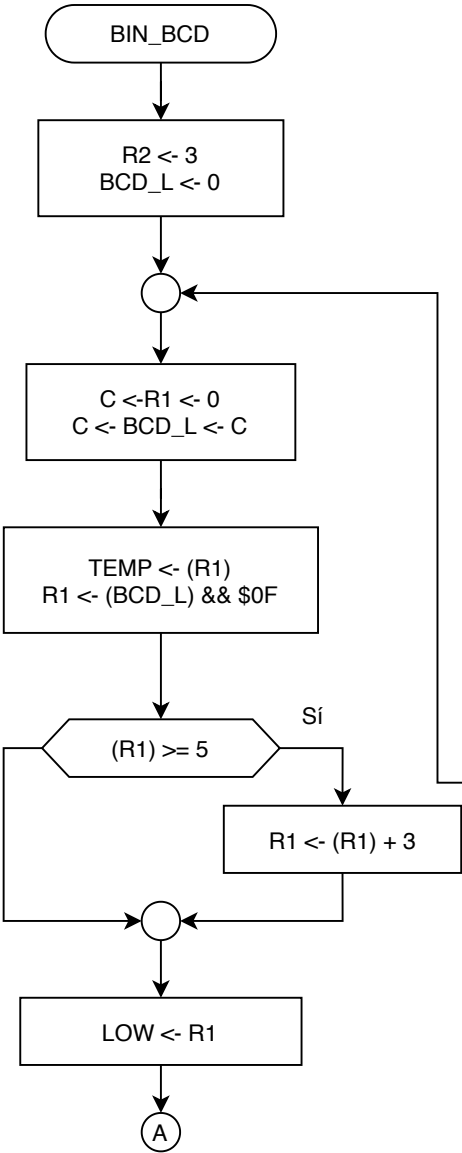 BIN_BCD
R2 <- 3
BCD_L <- 0
C <-R1 <- 0
C <- BCD_L <- C
TEMP <- (R1)
R1 <- (BCD_L) && $0F
Sí
(R1) >= 5
R1 <- (R1) + 3
LOW <- R1
A